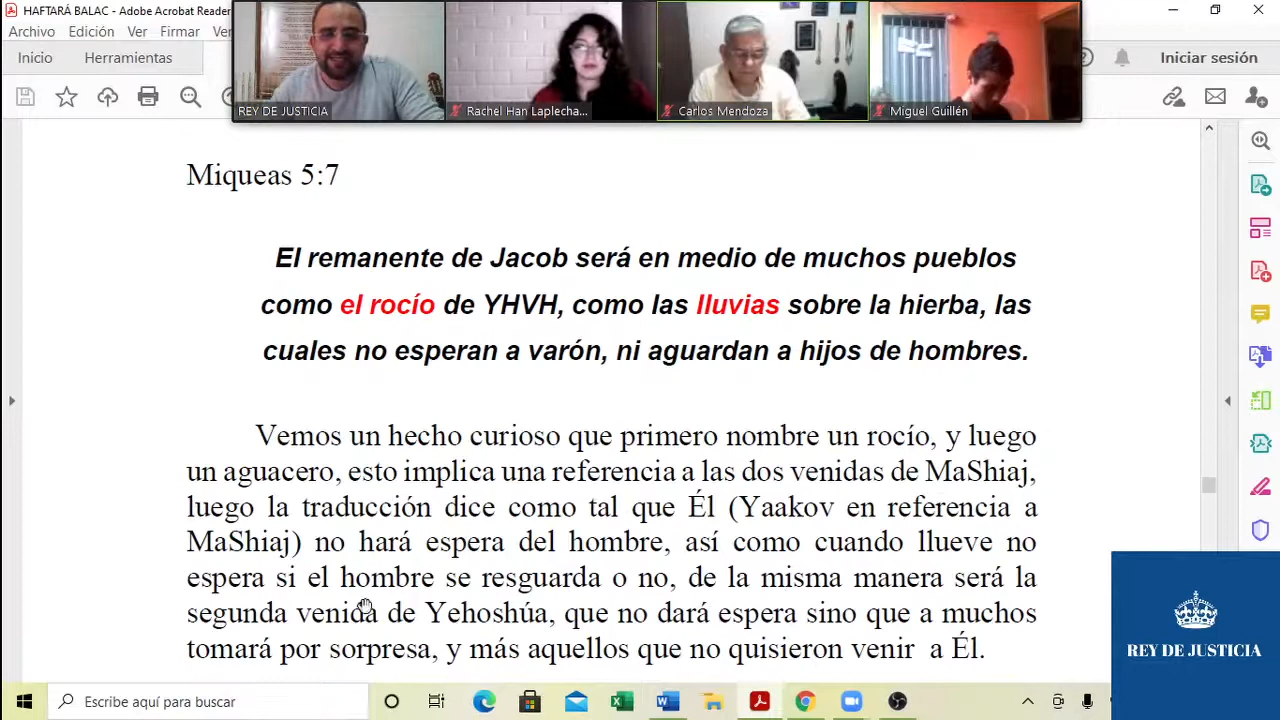 HAFTARÁ BALAC - Adobe Acrobat Reader
Archivo Edición Ver Firmar
Inicio Herramientas
Iniciar sesión
REY DE JUSTICIA
Rachel Han Laplecha...
Carlos Mendoza
Miguel Guillén
Miqueas 5:7
El remanente de Jacob será en medio de muchos pueblos
como el rocío de YHVH, como las lluvias sobre la hierba, las
cuales no esperan a varón, ni aguardan a hijos de hombres.
Vemos un hecho curioso que primero nombre un rocío, y luego
un aguacero, esto implica una referencia a las dos venidas de MaShiaj,
luego la traducción dice como tal que Él (Yaakov en referencia a
MaShiaj) no hará espera del hombre, así como cuando llueve no
espera si el hombre se resguarda o no, de la misma manera será la
segunda venida de Yehoshúa, que no dará espera sino que a muchos
tomará por sorpresa, y más aquellos que no quisieron venir a Él.
REY DE JUSTICIA
Escribe aquí para buscar